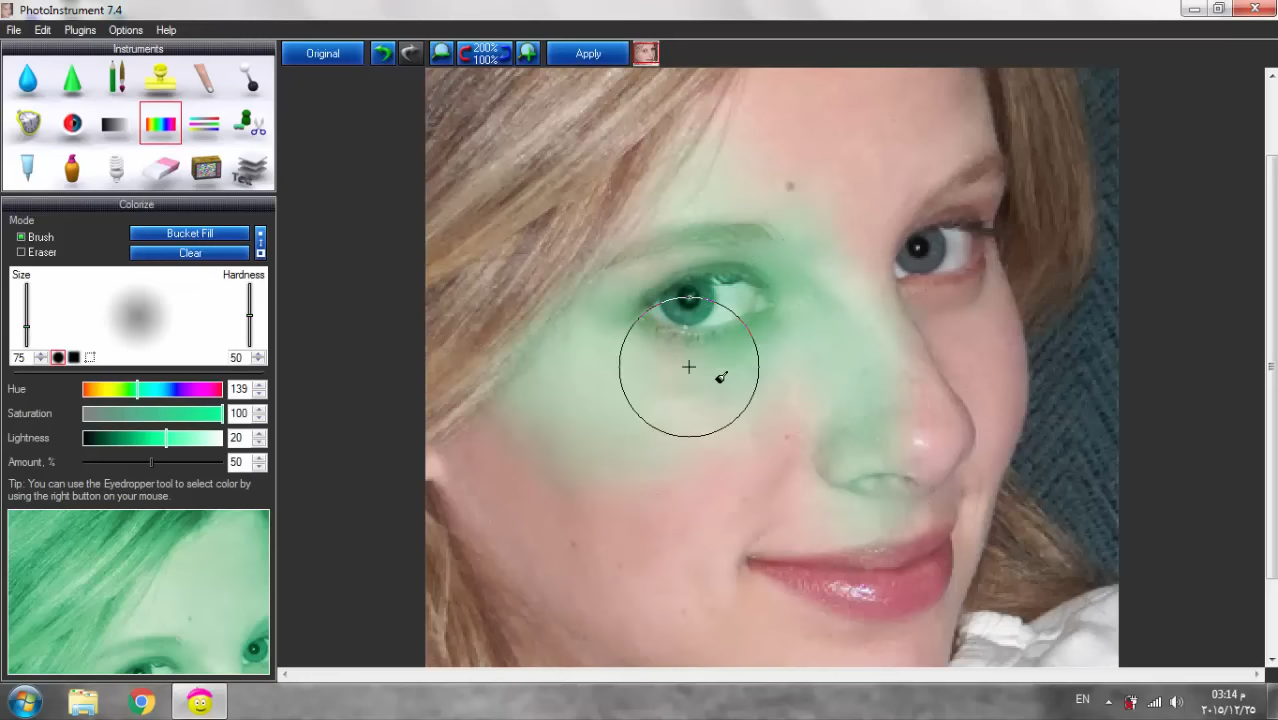 PhotoInstrument 7.4
File Edit Plugins Options Help
Instruments
Original
200%
100%
Apply
Text
Colorize
Mode
Brush
Bucket Fill
Eraser
Clear
Size
Hardness
75
50
Hue
139
Saturation
100
Lightness
20
Amount, %
50
Tip: You can use the Eyedropper tool to select color by
using the right button on your mouse.
EN
03:14 م
٢٠١٥/١٢/٢٥